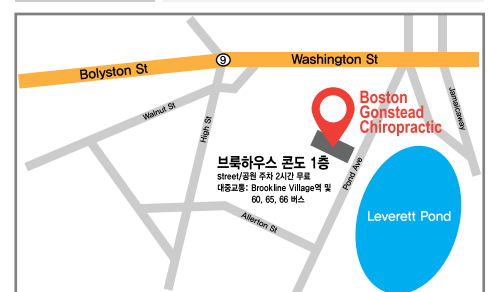 Bolyston St
9
Washington St
Walnut St
High St
Jamaicaway
Boston
Gonstead
Chiropractic
브룩하우스 콘도 1층
street/공원 주차 2시간 무료
대중교통: Brookline Village역 및
60, 65, 66 버스
Pond Ave
Leverett Pond
Allerton St